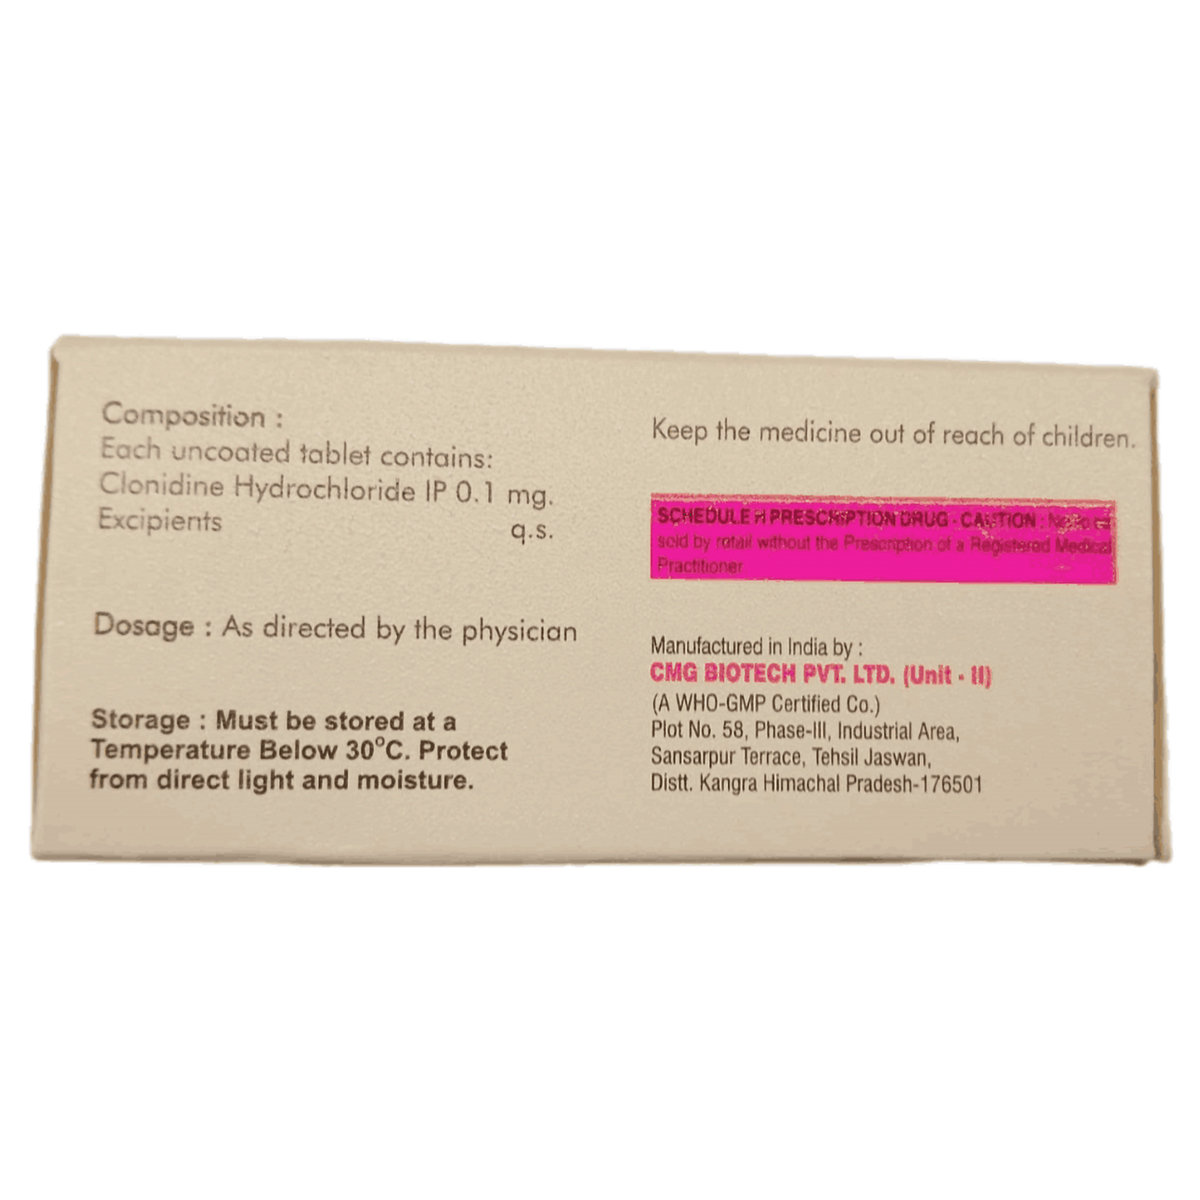 Composition :
Each uncoated tablet contains:
Clonidine Hydrochloride IP 0.1 mg.
Excipients q.s.
Dosage : As directed by the physician
Storage : Must be stored at a
Temperature Below 30°C. Protect
from direct light and moisture.
Keep the medicine out of reach of children.
SCHEDULE H PRESCRIPTION DRUG - CAUTION :
sold by retail without the Prescription of a Registered Medical
Practitioner
Manufactured in India by :
CMG BIOTECH PVT. LTD. (Unit - II)
(A WHO-GMP Certified Co.)
Plot No. 58, Phase-III, Industrial Area,
Sansarpur Terrace, Tehsil Jaswan,
Distt. Kangra Himachal Pradesh-176501